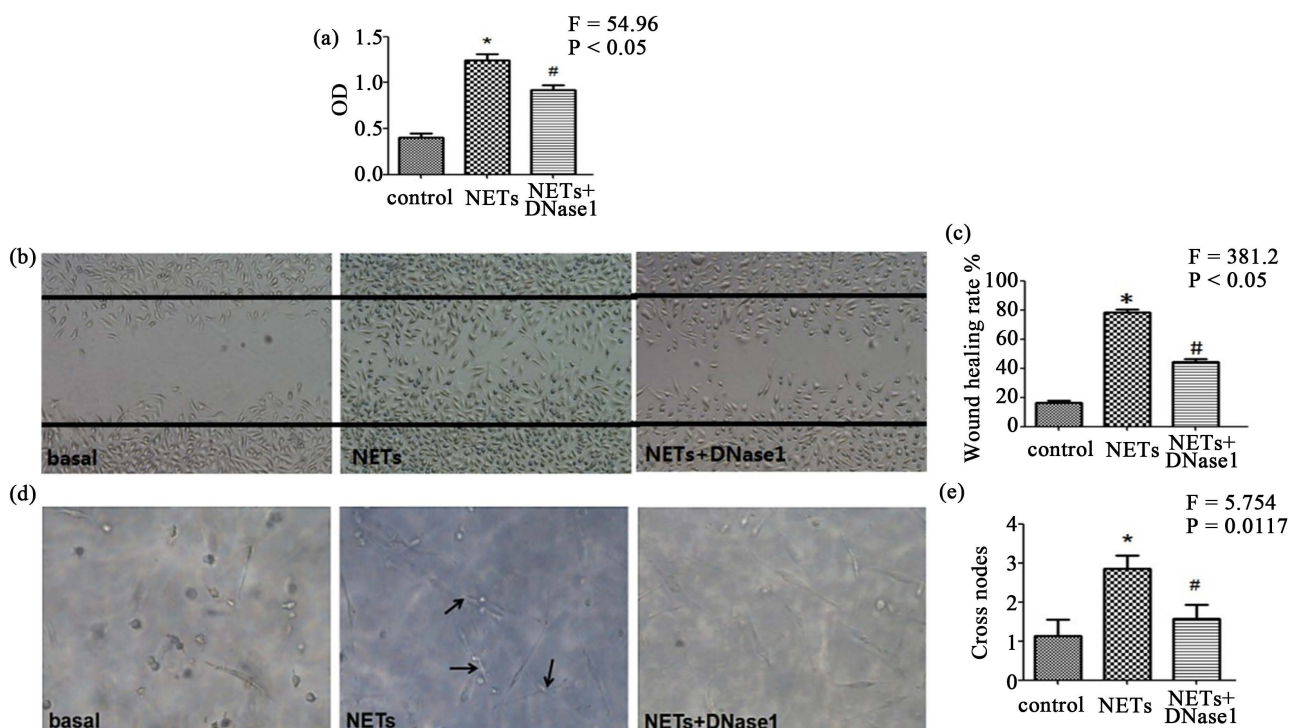 (a)
F = 54.96
P < 0.05
OD
1.5
1.0
0.5
0.0
*
#
control
NETs
NETs+
DNase1
(b)
basal
NETs
NETs+DNase1
(c)
F = 381.2
P < 0.05
Wound healing rate %
100
80
60
40
20
0
*
#
control
NETs
NETs+
DNase1
(d)
basal
NETs
NETs+DNase1
(e)
F = 5.754
P = 0.0117
Cross nodes
4
3
2
1
0
*
#
control
NETs
NETs+
DNase1